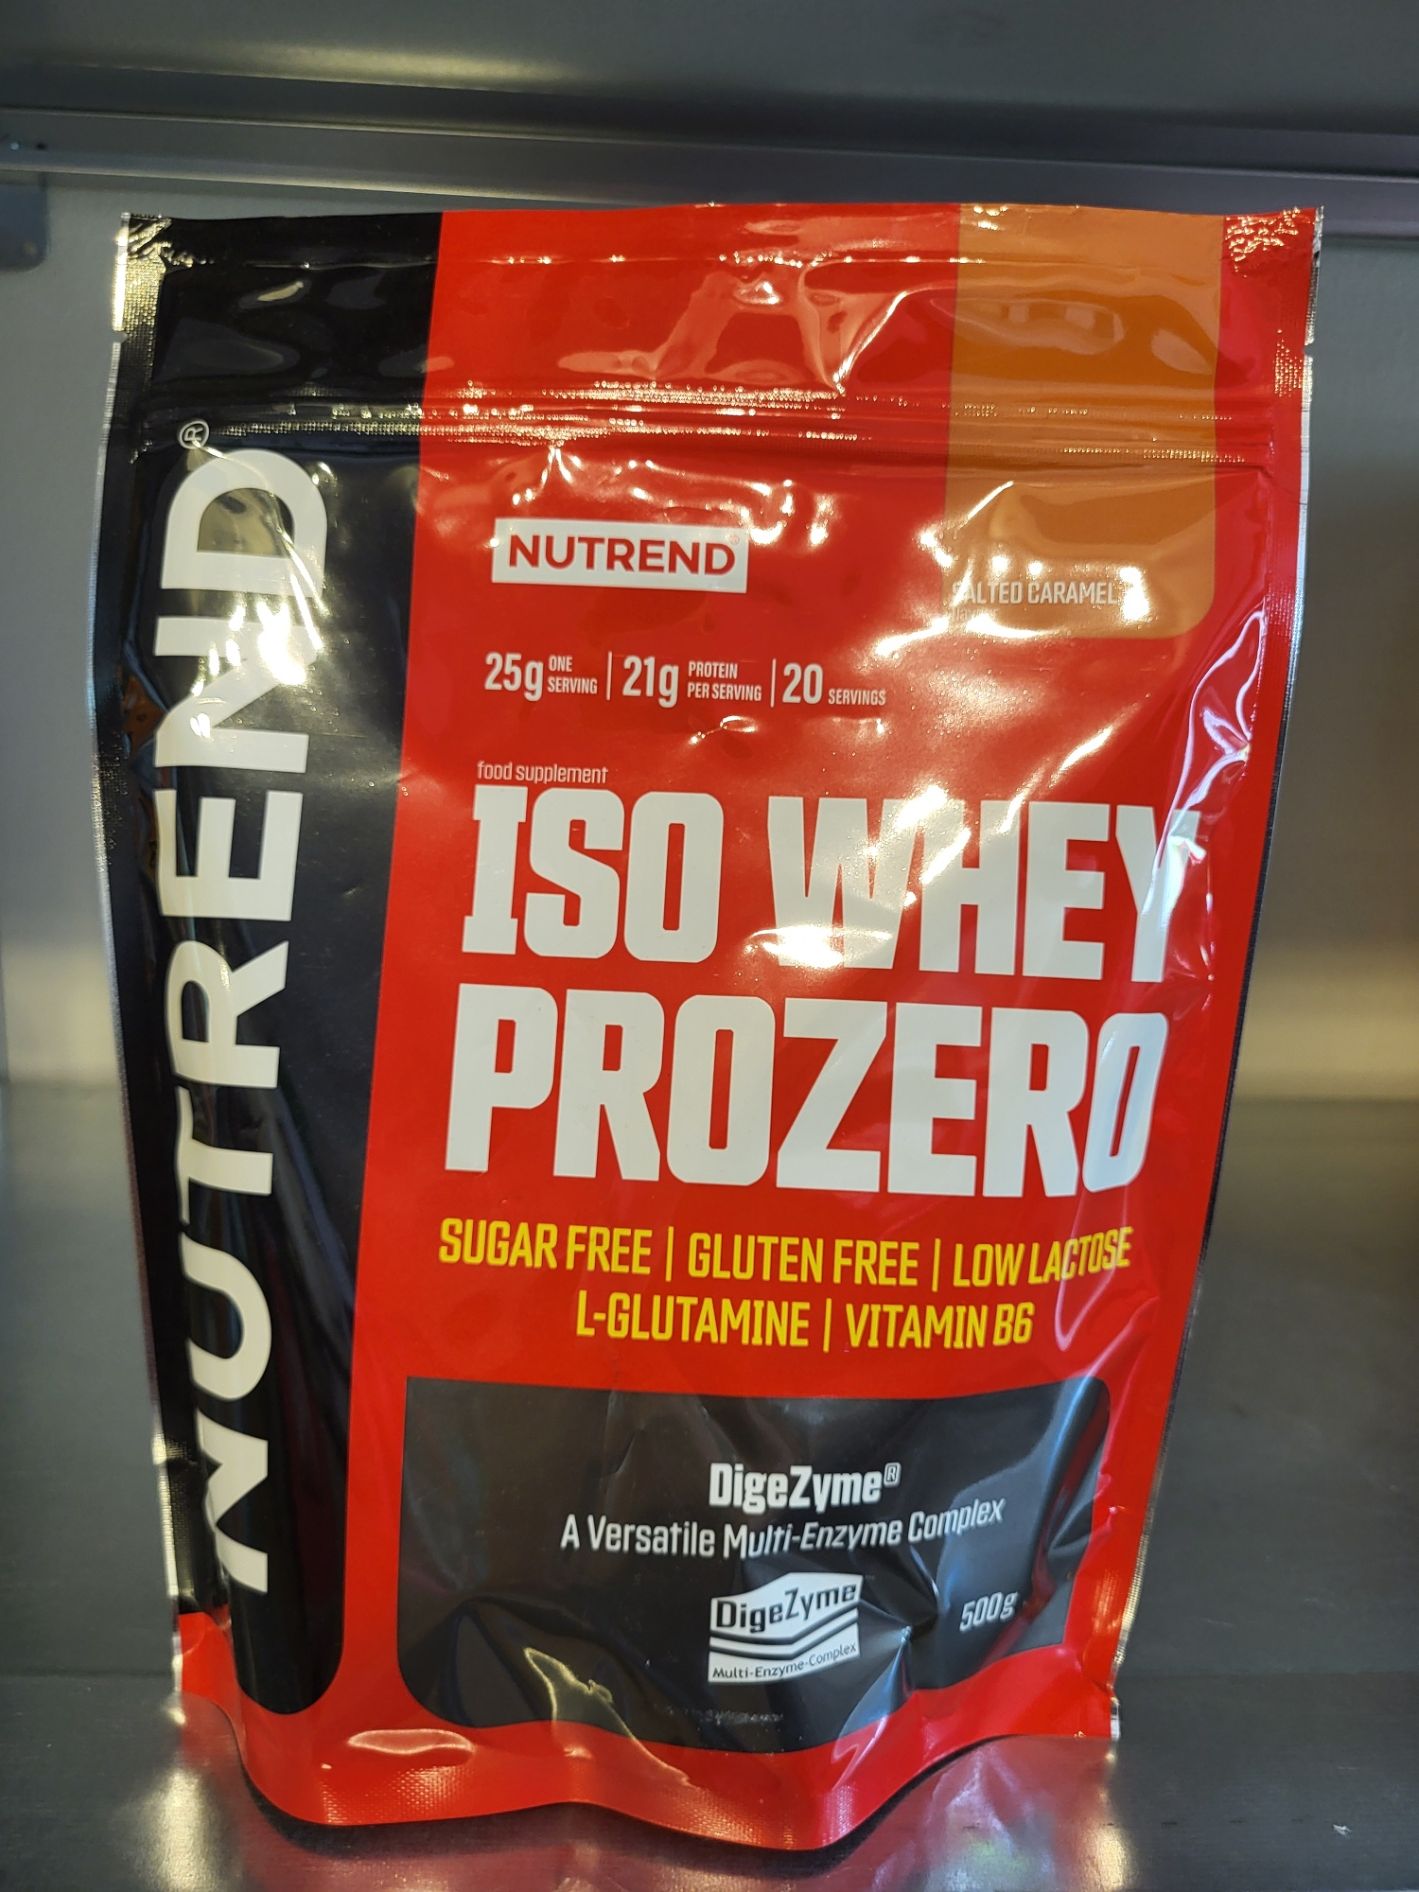 NUTREND®
NUTREND
SALTED CARAMEL
25g ONE SERVING | 21g PROTEIN PER SERVING | 20 SERVINGS
food supplement
ISO WHEY
PROZERO
SUGAR FREE | GLUTEN FREE | LOW LACTOSE
L-GLUTAMINE | VITAMIN B6
DigeZyme®
A Versatile Multi-Enzyme Complex
DigeZyme
Multi-Enzyme-Complex
500g